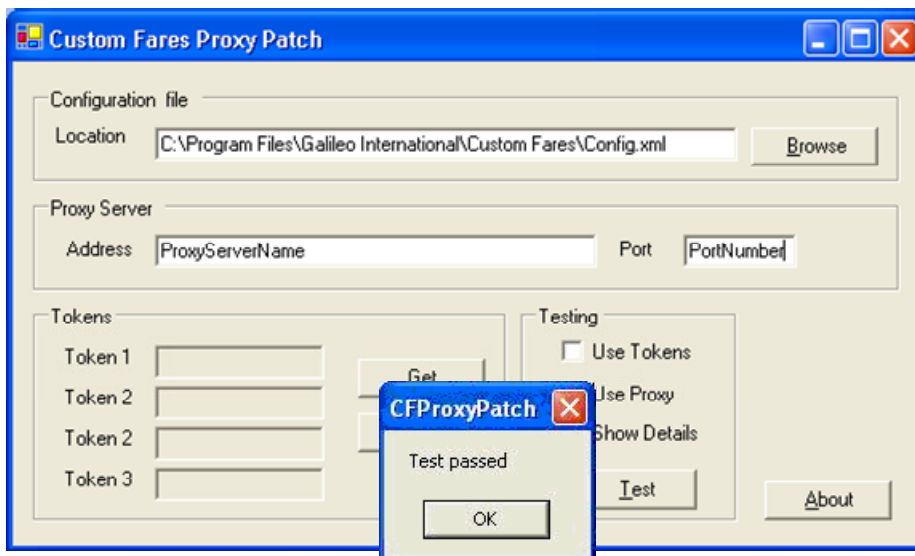 Custom Fares Proxy Patch
Configuration file
Location C:\Program Files\Galileo International\Custom Fares\Config.xml Browse
Proxy Server
Address ProxyServerName Port PortNumber
Tokens
Token 1
Token 2
Token 2
Token 3
Get
Testing
Use Tokens
Use Proxy
Show Details
Test
CFProxyPatch
Test passed
OK
About